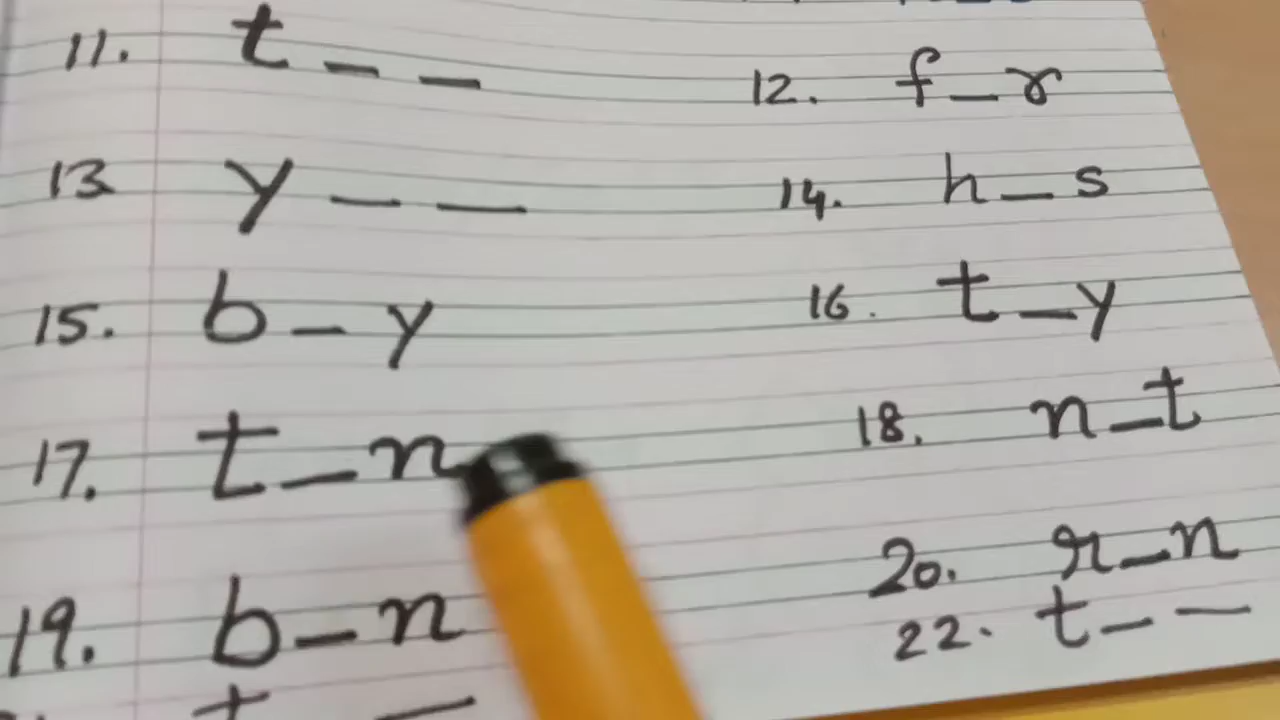 11. t _ _ 12. f _ r
13 y _ _ 14. h _ s
15. b _ y 16. t _ y
17. t _ n 18. n _ t
19. b _ n 20. r _ n
22. t _ _